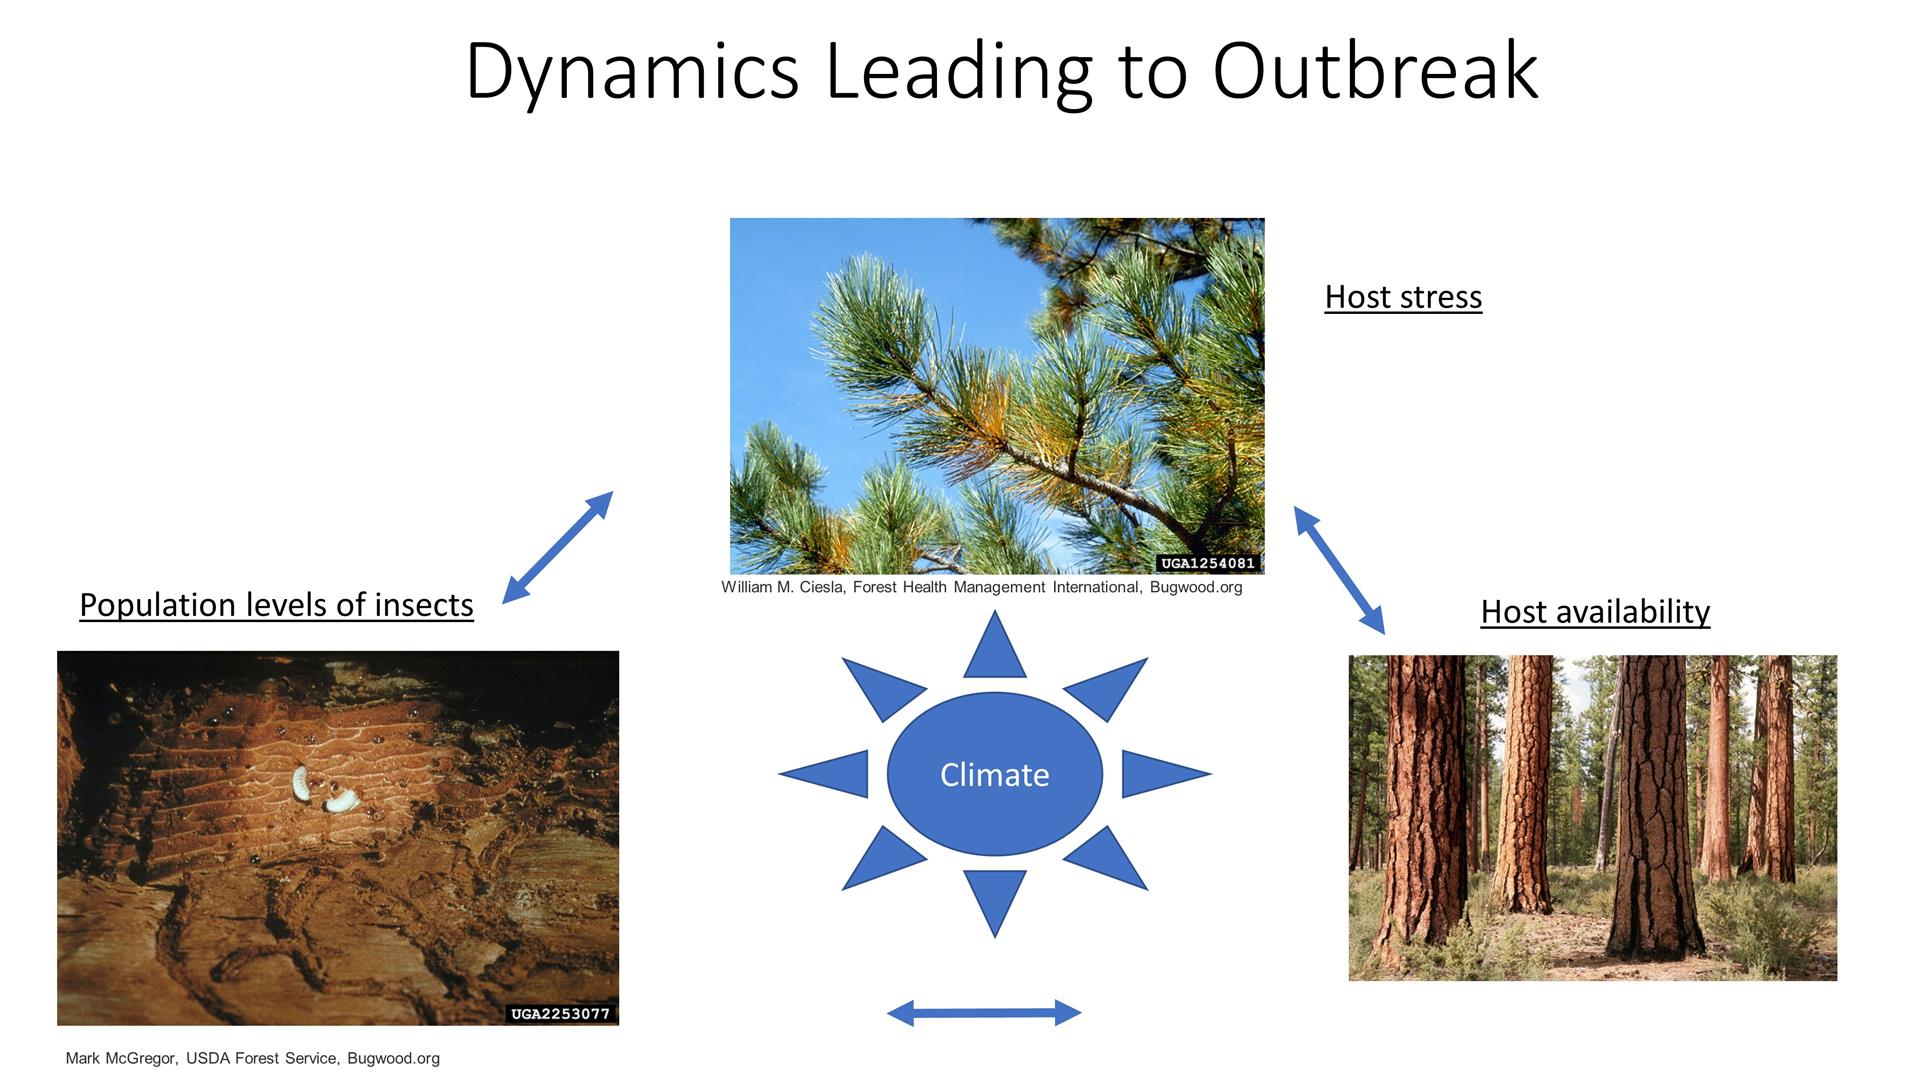 Dynamics Leading to Outbreak
Host stress
UGA1254081
William M. Ciesla, Forest Health Management International, Bugwood.org
Population levels of insects
Host availability
Climate
UGA2253077
Mark McGregor, USDA Forest Service, Bugwood.org